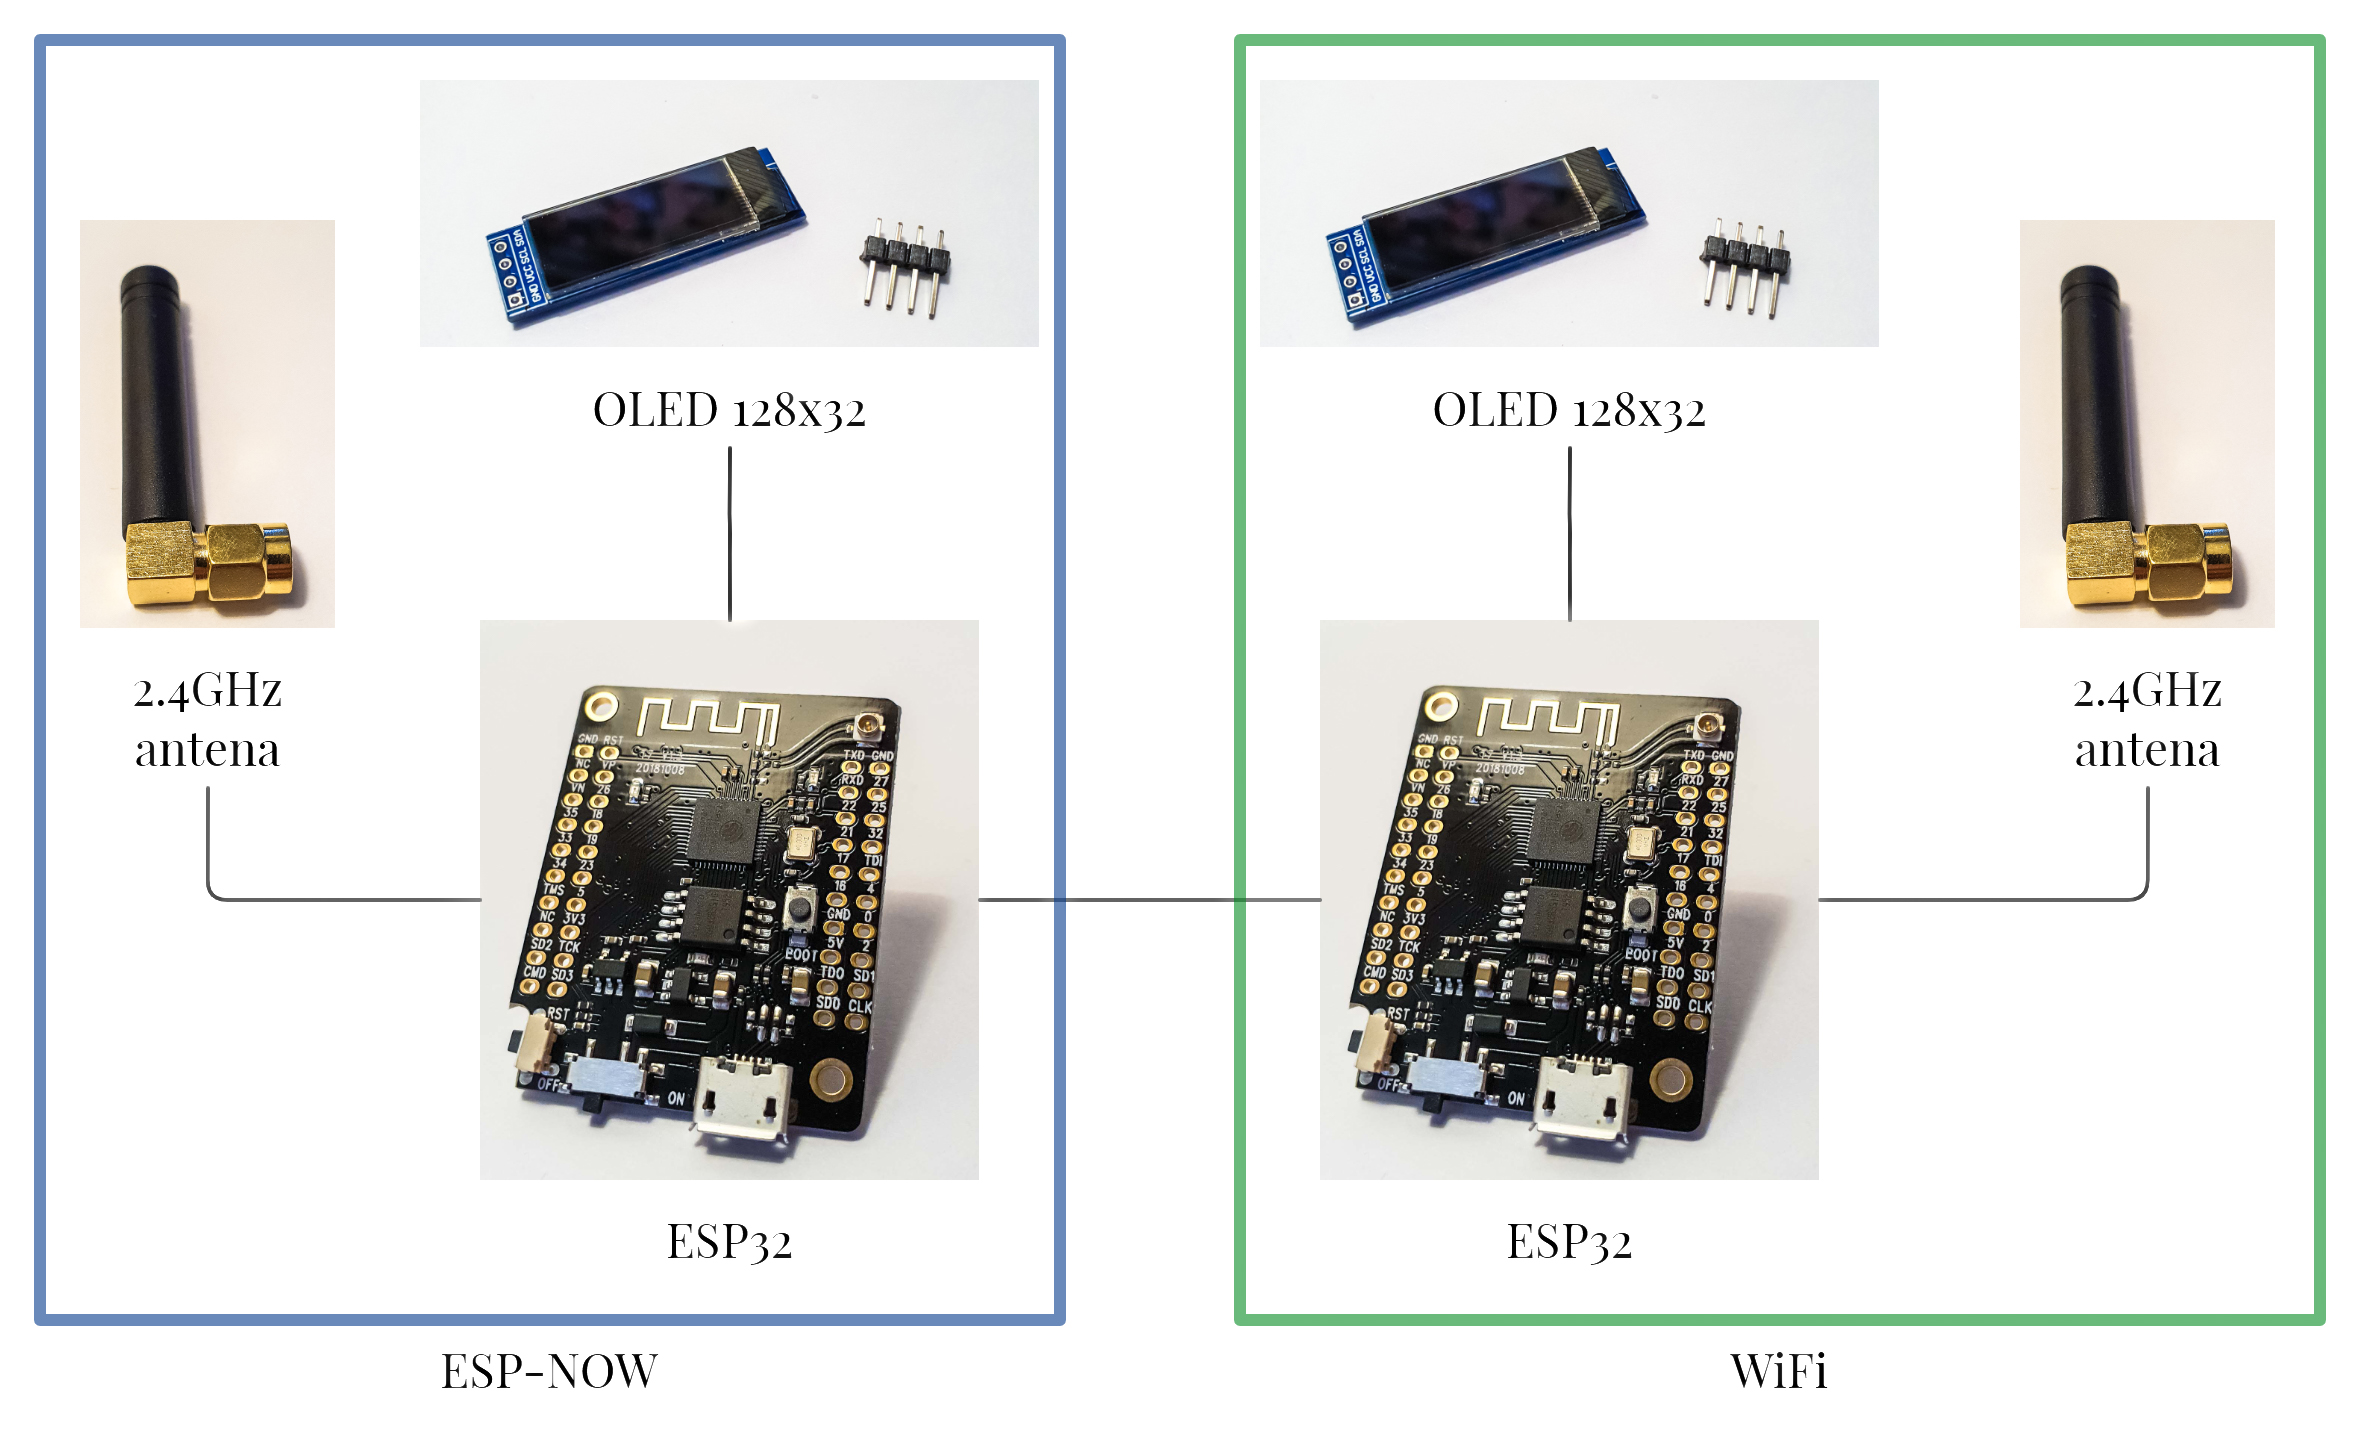 GND VCC SCL SDA
OLED 128x32
2.4GHz
antena
GND RST
NC VP
VN 26
35 18
33 19
34 23
TMS 5
NC 3V3
SD2 TCK
CMD SD3
20181008
TXD GND
RXD 27
22 25
21 32
17 TDI
16 4
GND 0
5V 2
TDO SD1
SD0 CLK
BOOT
RST
OFF
ON
ESP32
ESP-NOW
GND VCC SCL SDA
OLED 128x32
2.4GHz
antena
GND RST
NC VP
VN 26
35 18
33 19
34 23
TMS 5
NC 3V3
SD2 TCK
CMD SD3
20181008
TXD GND
RXD 27
22 25
21 32
17 TDI
16 4
GND 0
5V 2
TDO SD1
SD0 CLK
BOOT
RST
OFF
ON
ESP32
WiFi